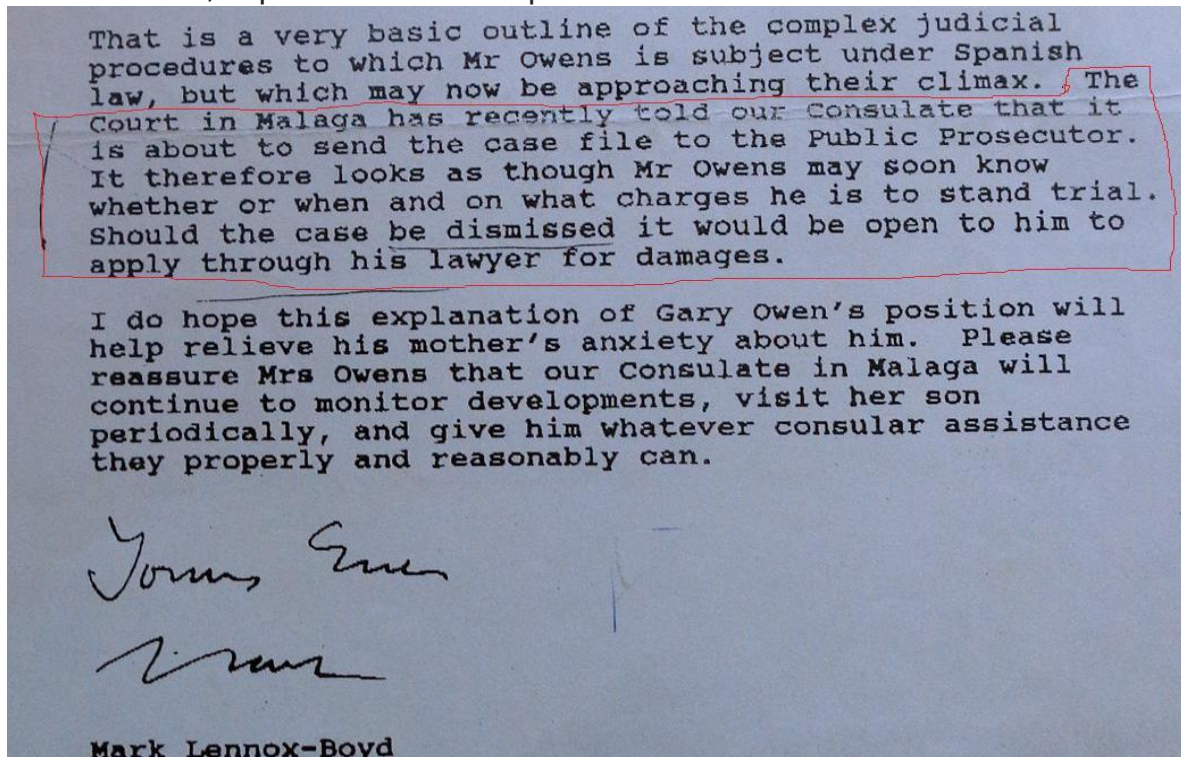 That is a very basic outline of the complex judicial
procedures to which Mr Owens is subject under Spanish
law, but which may now be approaching their climax. The
Court in Malaga has recently told our Consulate that it
is about to send the case file to the Public Prosecutor.
It therefore looks as though Mr Owens may soon know
whether or when and on what charges he is to stand trial.
Should the case be dismissed it would be open to him to
apply through his lawyer for damages.
I do hope this explanation of Gary Owen's position will
help relieve his mother's anxiety about him. Please
reassure Mrs Owens that our Consulate in Malaga will
continue to monitor developments, visit her son
periodically, and give him whatever consular assistance
they properly and reasonably can.
Yours Ever
Mark Lennox-Boyd